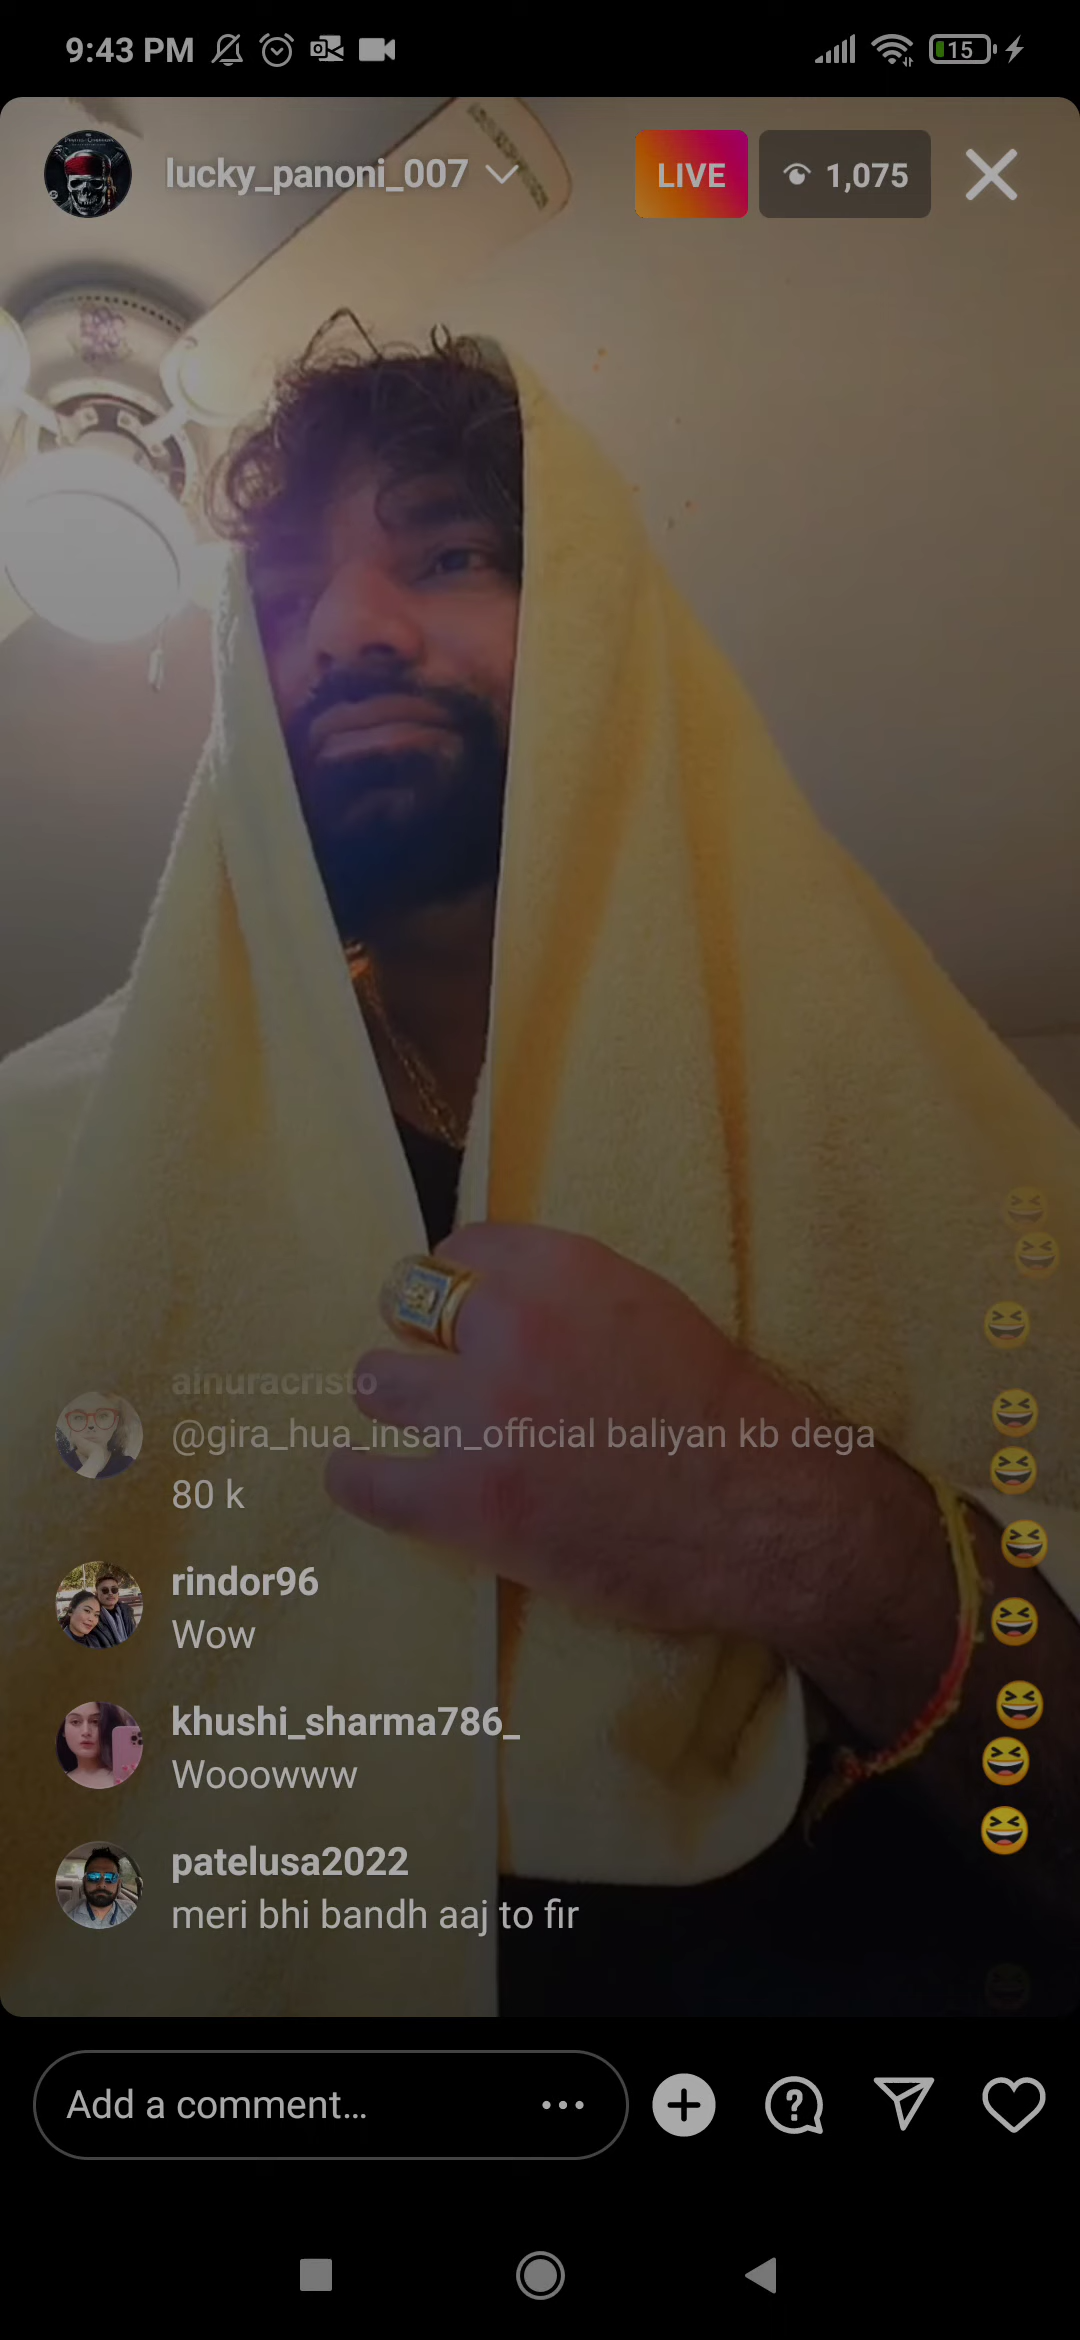 9:43 PM
15
lucky_panoni_007
LIVE
1,075
ainuracristo
@gira_hua_insan_official baliyan kb dega
80 k
rindor96
Wow
khushi_sharma786_
Wooowww
patelusa2022
meri bhi bandh aaj to fir
Add a comment...